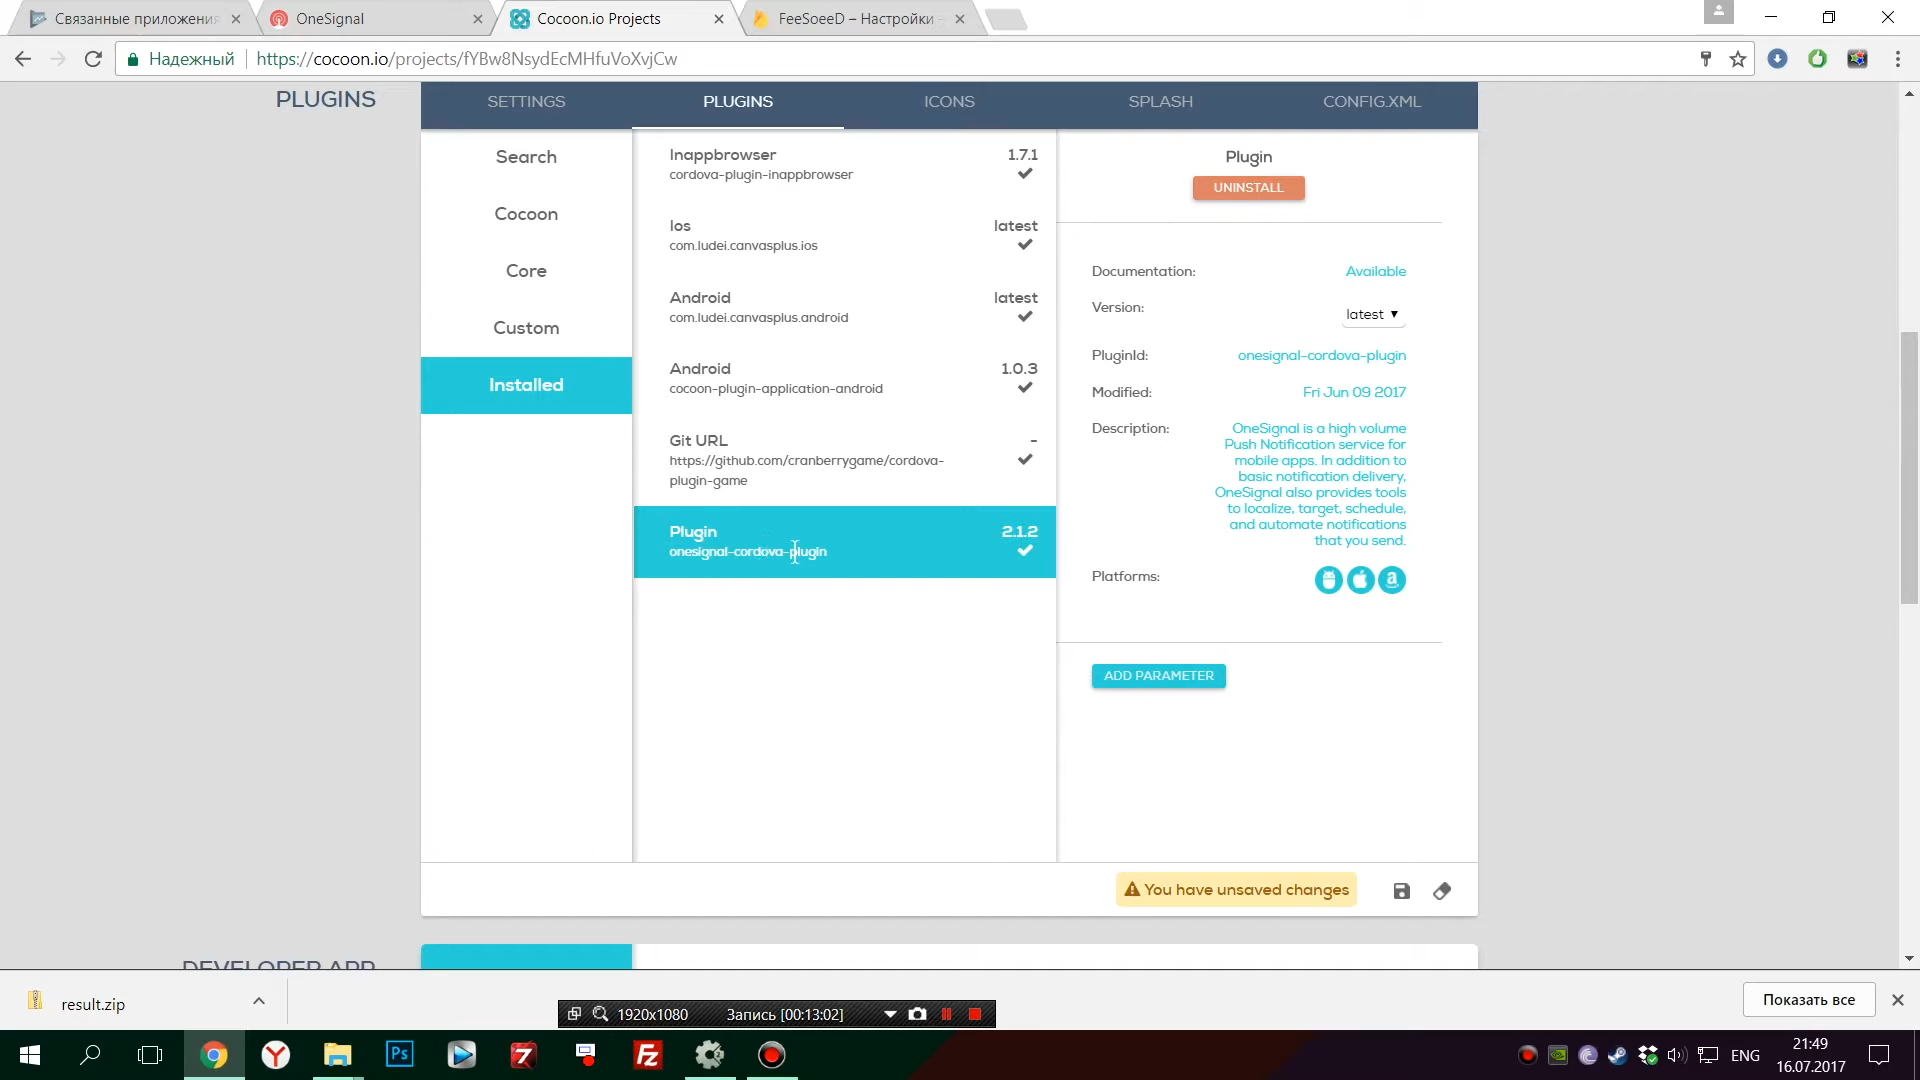 Связанные приложения
OneSignal
Cocoon.io Projects
FeeSoeeD – Настройки -
Надежный
https://cocoon.io/projects/fYBw8NsydEcMHfuVoXvjCw
PLUGINS
SETTINGS
PLUGINS
ICONS
SPLASH
CONFIG.XML
Search
Cocoon
Core
Custom
Installed
Inappbrowser 1.7.1
cordova-plugin-inappbrowser
Ios latest
com.ludei.canvasplus.ios
Android latest
com.ludei.canvasplus.android
Android 1.0.3
cocoon-plugin-application-android
Git URL -
https://github.com/cranberrygame/cordova-
plugin-game
Plugin 2.1.2
onesignal-cordova-plugin
Plugin
UNINSTALL
Documentation: Available
Version: latest
PluginId: onesignal-cordova-plugin
Modified: Fri Jun 09 2017
Description: OneSignal is a high volume
Push Notification service for
mobile apps. In addition to
basic notification delivery,
OneSignal also provides tools
to localize, target, schedule,
and automate notifications
that you send.
Platforms:
ADD PARAMETER
You have unsaved changes
DEVELOPER APP
result.zip
Показать все
1920x1080 Запись [00:13:02]
Ps
Fz
ENG
21:49
16.07.2017